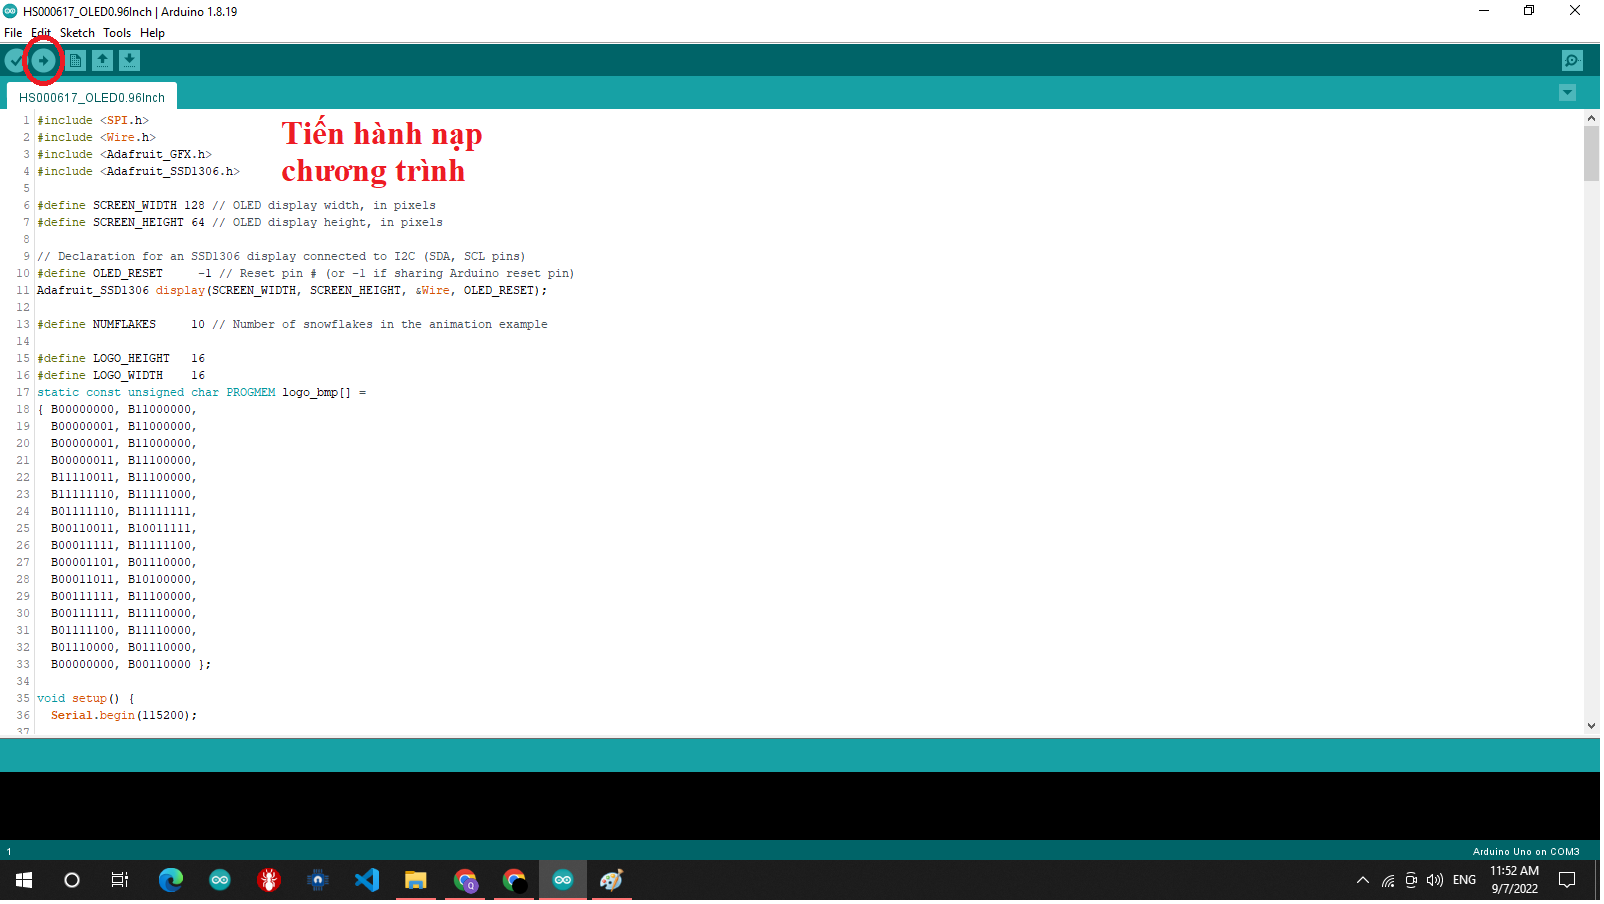 HS000617_OLED0.96Inch | Arduino 1.8.19
File Edit Sketch Tools Help
HS000617_OLED0.96Inch
Tiến hành nạp
chương trình
1 #include <SPI.h>
2 #include <Wire.h>
3 #include <Adafruit_GFX.h>
4 #include <Adafruit_SSD1306.h>
5
6 #define SCREEN_WIDTH 128 // OLED display width, in pixels
7 #define SCREEN_HEIGHT 64 // OLED display height, in pixels
8
9 // Declaration for an SSD1306 display connected to I2C (SDA, SCL pins)
10 #define OLED_RESET     -1 // Reset pin # (or -1 if sharing Arduino reset pin)
11 Adafruit_SSD1306 display(SCREEN_WIDTH, SCREEN_HEIGHT, &Wire, OLED_RESET);
12
13 #define NUMFLAKES     10 // Number of snowflakes in the animation example
14
15 #define LOGO_HEIGHT   16
16 #define LOGO_WIDTH    16
17 static const unsigned char PROGMEM logo_bmp[] =
18 { B00000000, B11000000,
19   B00000001, B11000000,
20   B00000001, B11000000,
21   B00000011, B11100000,
22   B11110011, B11100000,
23   B11111110, B11111000,
24   B01111110, B11111111,
25   B00110011, B10011111,
26   B00011111, B11111100,
27   B00001101, B01110000,
28   B00011011, B10100000,
29   B00111111, B11100000,
30   B00111111, B11110000,
31   B01111100, B11110000,
32   B01110000, B01110000,
33   B00000000, B00110000 };
34
35 void setup() {
36   Serial.begin(115200);
37
1
Arduino Uno on COM3
ENG
11:52 AM
9/7/2022